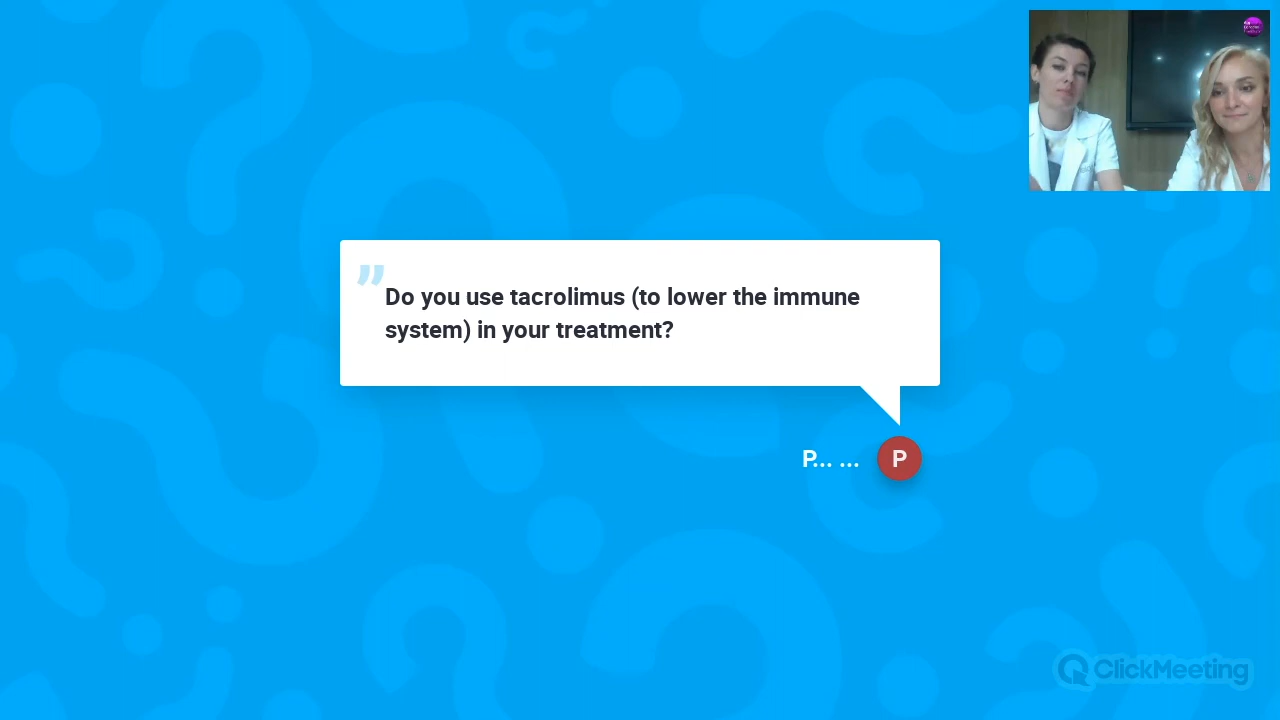 Do you use tacrolimus (to lower the immune
system) in your treatment?
P... ...
P
ClickMeeting